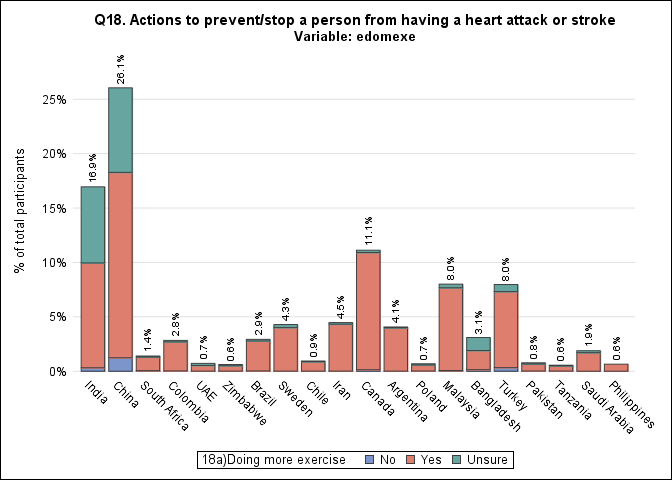 Q18. Actions to prevent/stop a person from having a heart attack or stroke
Variable: edomexe
% of total participants
25%
20%
15%
10%
5%
0%
16.9%
26.1%
1.4%
2.8%
0.7%
0.6%
2.9%
4.3%
0.9%
4.5%
11.1%
4.1%
0.7%
8.0%
3.1%
8.0%
0.8%
0.6%
1.9%
0.6%
India
China
South Africa
Colombia
UAE
Zimbabwe
Brazil
Sweden
Chile
Iran
Canada
Argentina
Poland
Malaysia
Bangladesh
Turkey
Pakistan
Tanzania
Saudi Arabia
Philippines
18a)Doing more exercise No Yes Unsure